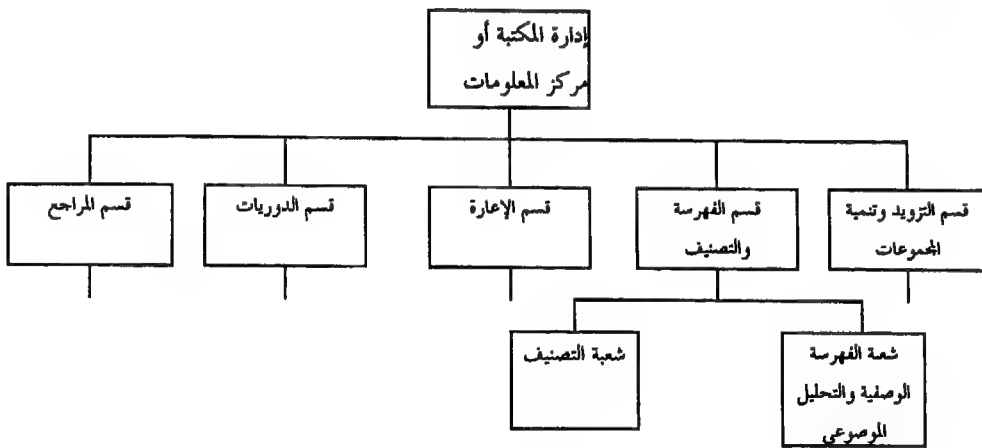 إدارة المكتبة أو
مركز المعلومات
قسم التزويد وتنمية
المجموعات
قسم الفهرسة
والتصنيف
قسم الإعارة
قسم الدوريات
قسم المراجع
شعبة الفهرسة
الوصفية والتحليل
الموصوعي
شعبة التصنيف